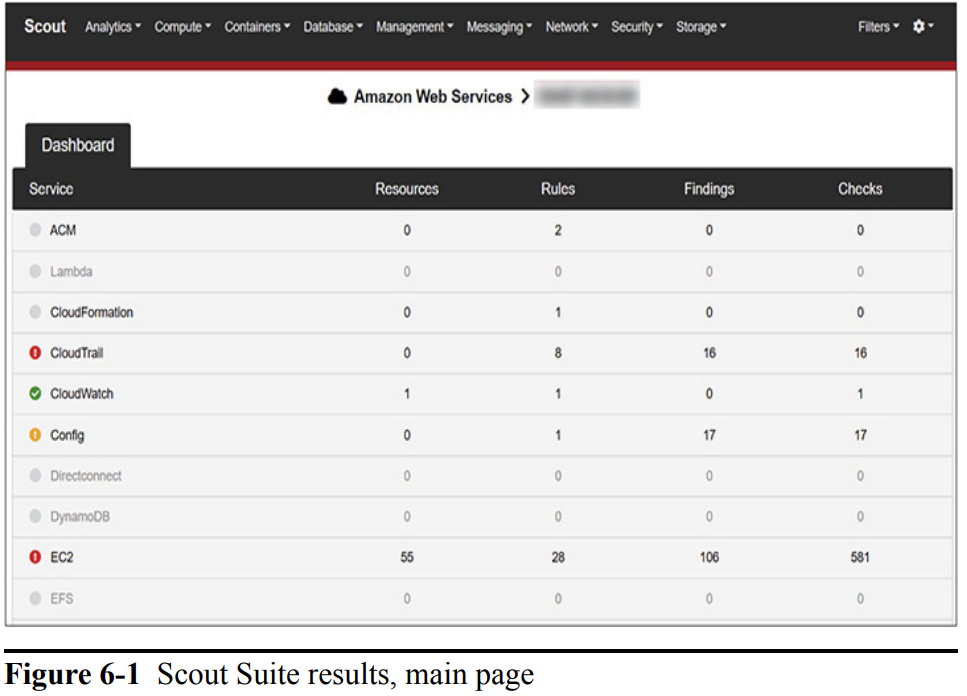 Scout Analytics Compute Containers Database Management Messaging Network Security Storage Filters
Amazon Web Services >
Dashboard
Service Resources Rules Findings Checks
ACM 0 2 0 0
Lambda 0 0 0 0
CloudFormation 0 1 0 0
CloudTrail 0 8 16 16
CloudWatch 1 1 0 1
Config 0 1 17 17
Directconnect 0 0 0 0
DynamoDB 0 0 0 0
EC2 55 28 106 581
EFS 0 0 0 0
Figure 6-1 Scout Suite results, main page